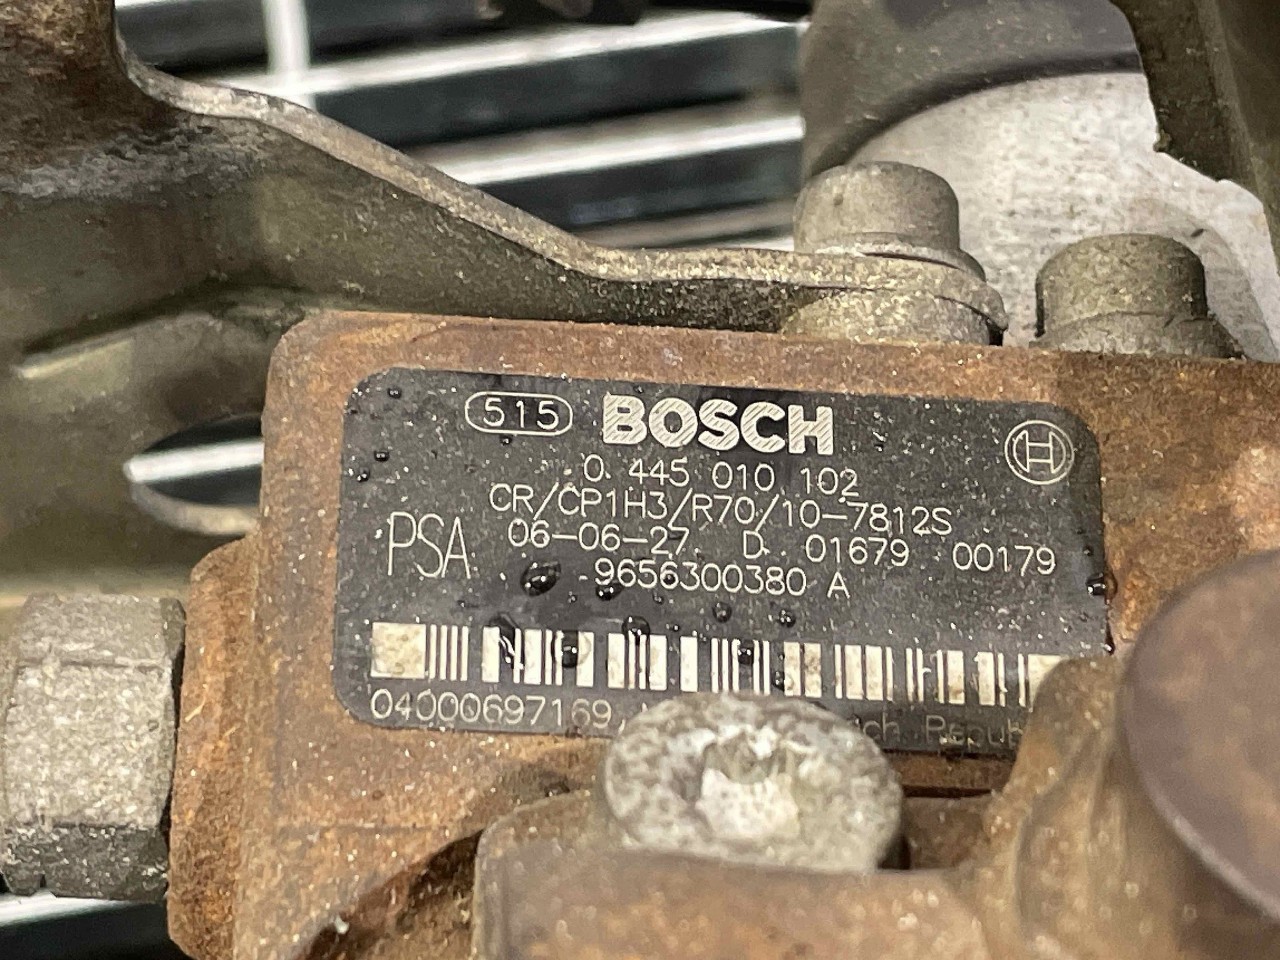 515 BOSCH
0 445 010 102
CR/CP1H3/R70/10-7812S
PSA 06-06-27 D 01679 00179
9656300380 A
04000697169